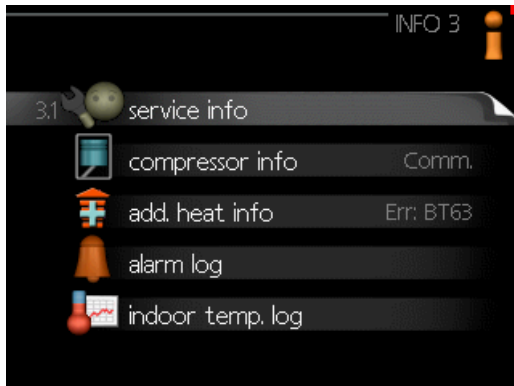 INFO 3
3.1 service info
compressor info Comm.
add. heat info Err: BT63
alarm log
indoor temp. log